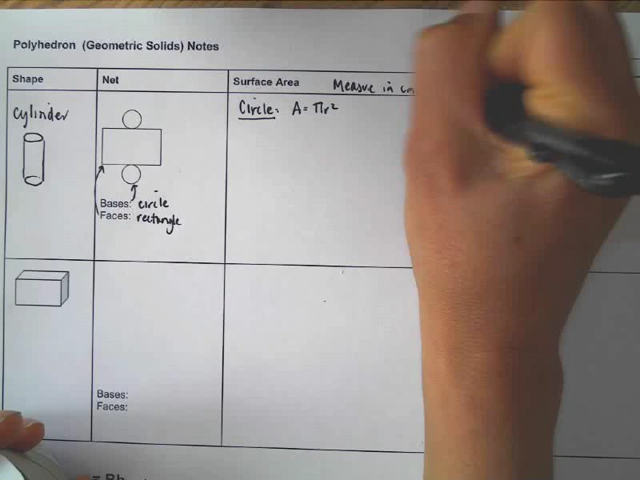 Polyhedron (Geometric Solids) Notes
Shape Net Surface Area Measure in
Cylinder
Circle: A = πr²
Bases: circle
Faces: rectangle
Bases:
Faces: